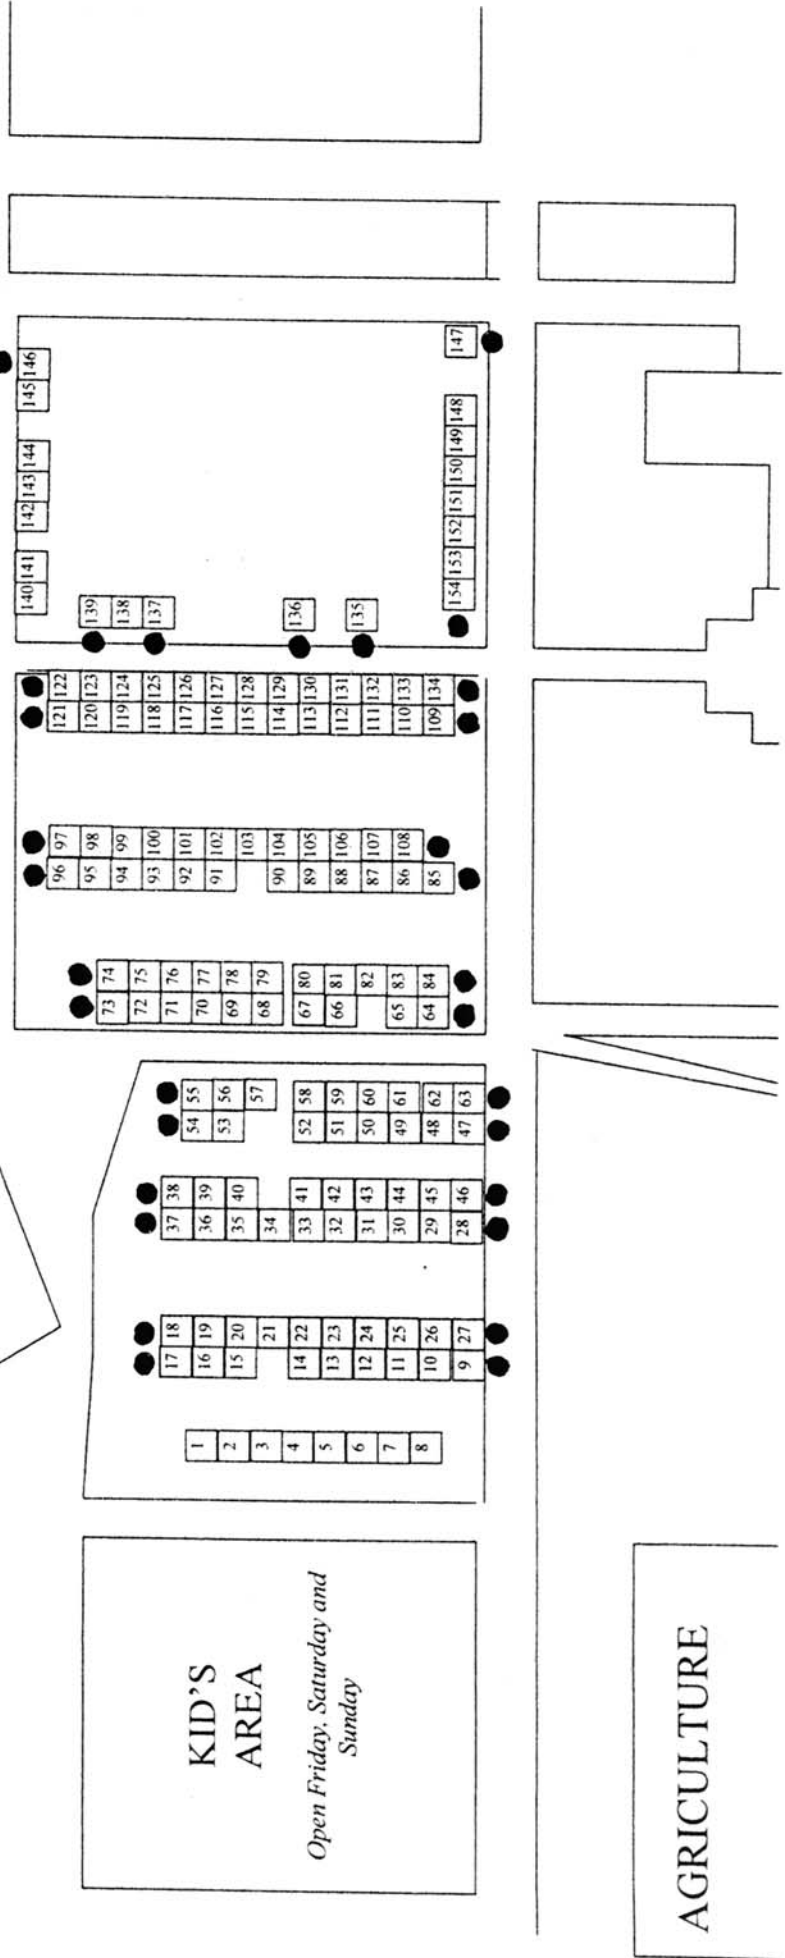 KID'S
AREA
Open Friday, Saturday and
Sunday
AGRICULTURE
1 2 3 4 5 6 7 8
17 16 15 14 13 12 11 10 9
18 19 20 21 22 23 24 25 26 27
37 36 35 34 33 32 31 30 29 28
38 39 40 41 42 43 44 45 46
54 53 52 51 50 49 48 47
55 56 57 58 59 60 61 62 63
73 72 71 70 69 68 67 66 65 64
74 75 76 77 78 79 80 81 82 83 84
96 95 94 93 92 91 90 89 88 87 86 85
97 98 99 100 101 102 103 104 105 106 107 108
121 120 119 118 117 116 115 114 113 112 111 110 109
122 123 124 125 126 127 128 129 130 131 132 133 134
139 138 137 136 135
140 141 142 143 144 145 146
154 153 152 151 150 149 148 147